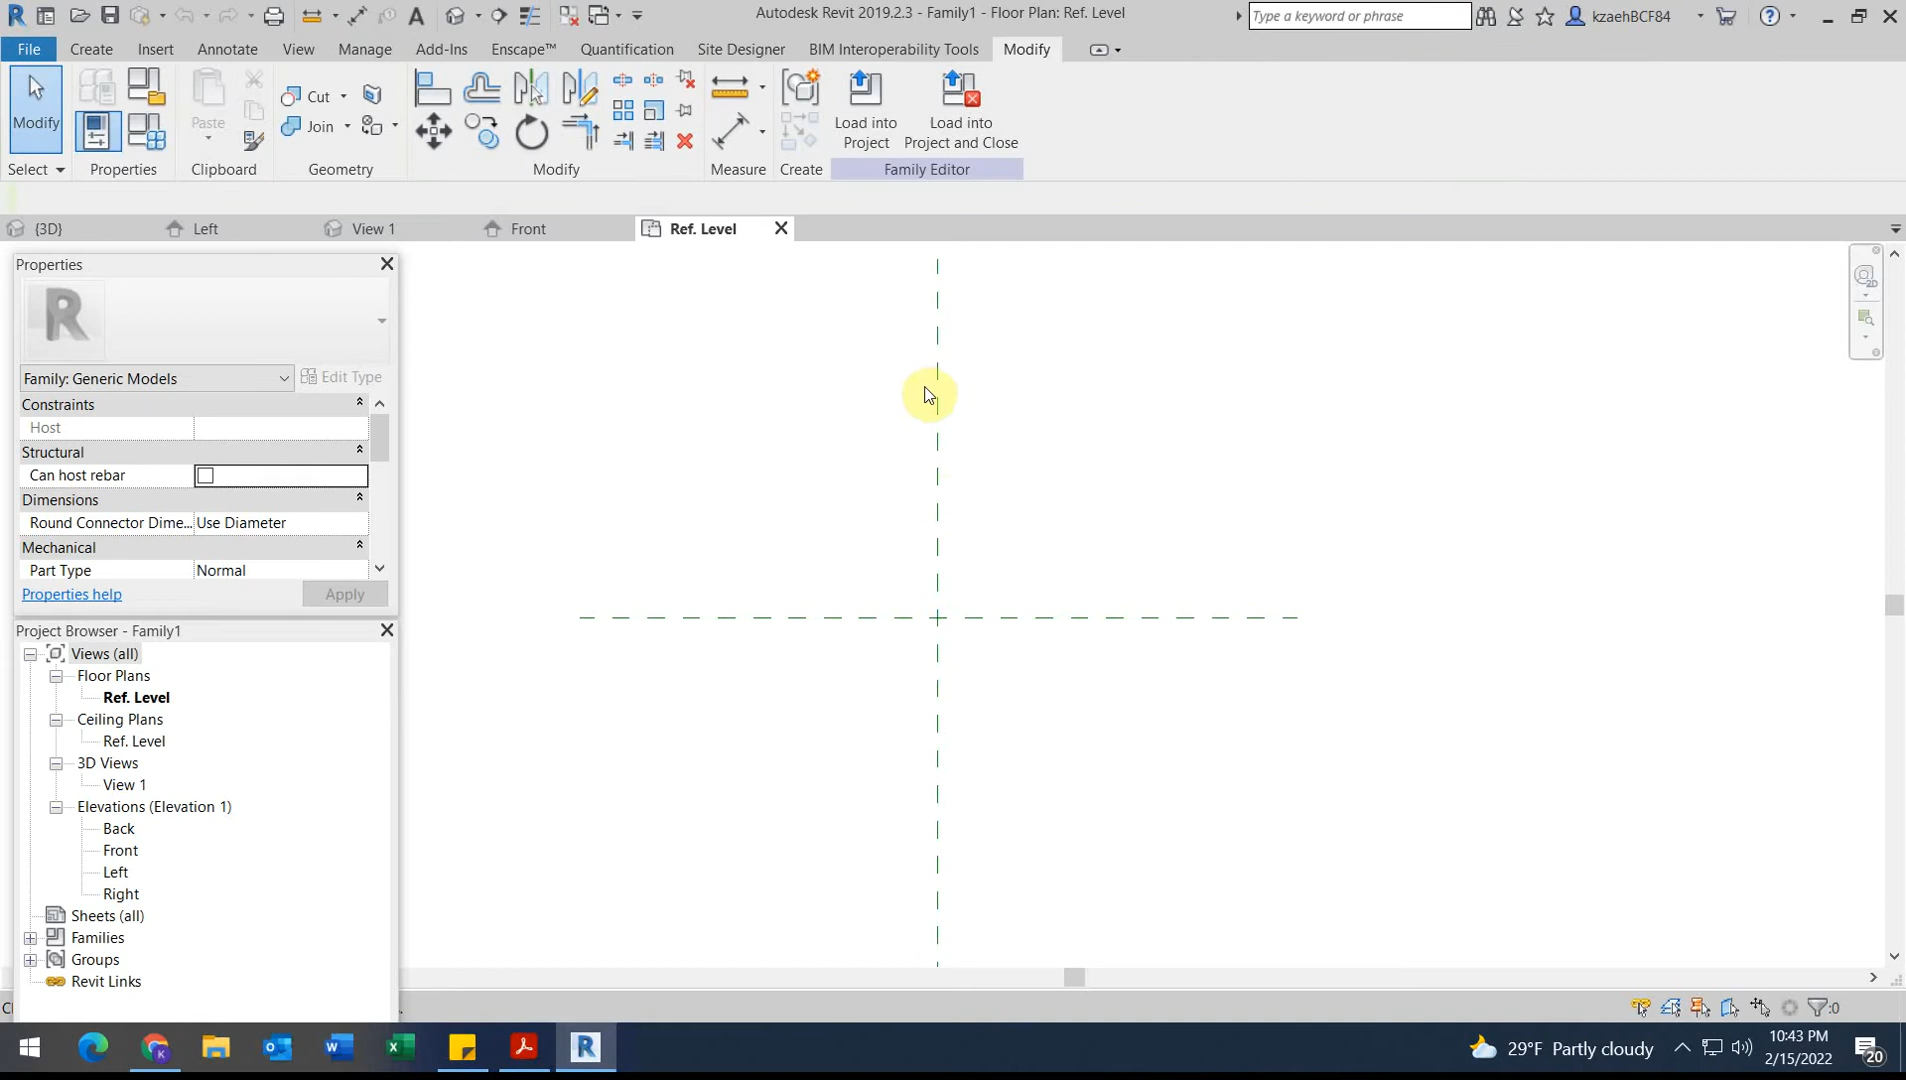 Autodesk Revit 2019.2.3 - Family1 - Floor Plan: Ref. Level
Type a keyword or phrase
kzaehBCF84
File Create Insert Annotate View Manage Add-Ins Enscape™ Quantification Site Designer BIM Interoperability Tools Modify
Modify
Paste
Cut
Join
Load into Project
Load into Project and Close
Select Properties Clipboard Geometry Modify Measure Create Family Editor
{3D} Left View 1 Front Ref. Level
Properties
R
Family: Generic Models Edit Type
Constraints
Host
Structural
Can host rebar
Dimensions
Round Connector Dime... Use Diameter
Mechanical
Part Type Normal
Properties help Apply
Project Browser - Family1
Views (all)
Floor Plans
Ref. Level
Ceiling Plans
Ref. Level
3D Views
View 1
Elevations (Elevation 1)
Back
Front
Left
Right
Sheets (all)
Families
Groups
Revit Links
:0
29°F Partly cloudy
10:43 PM
2/15/2022
20